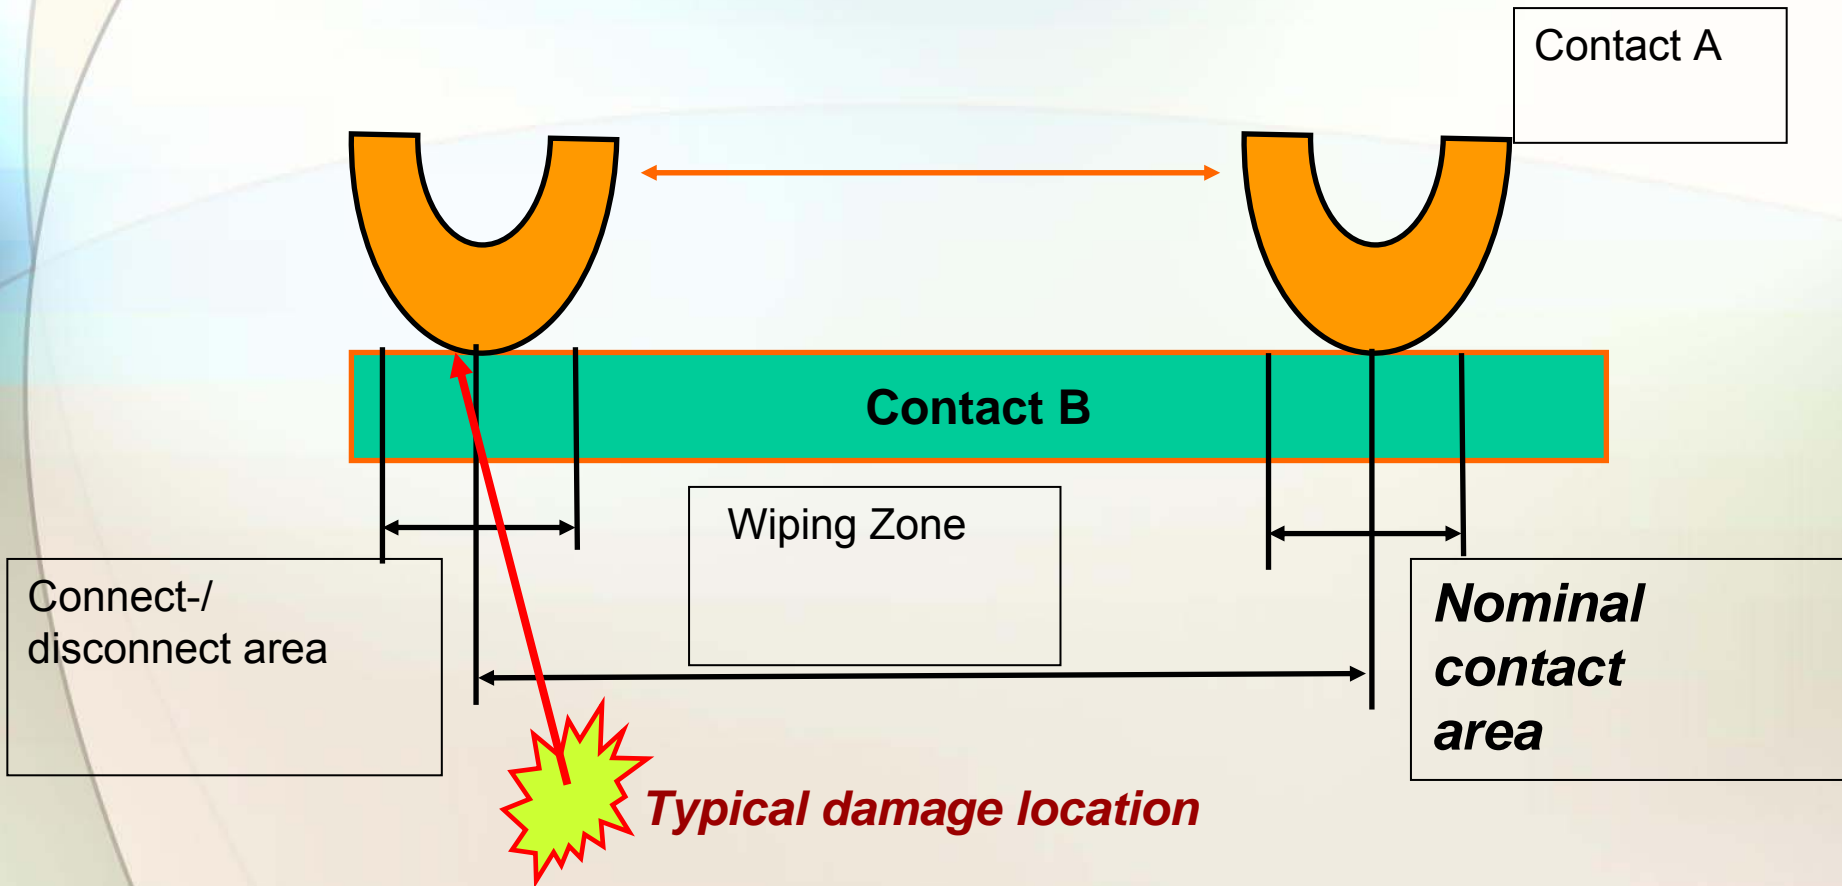 Contact A
Contact B
Wiping Zone
Connect-/
disconnect area
Nominal
contact
area
Typical damage location